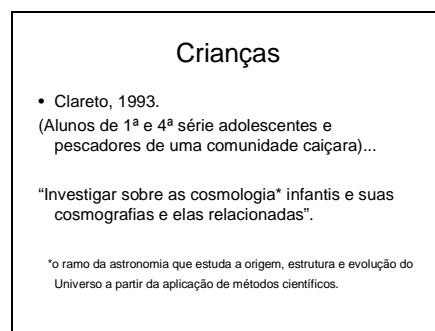 Crianças
• Clareto, 1993.
(Alunos de 1ª e 4ª série adolescentes e
pescadores de uma comunidade caiçara)...
“Investigar sobre as cosmologia* infantis e suas
cosmografias e elas relacionadas”.
*o ramo da astronomia que estuda a origem, estrutura e evolução do
Universo a partir da aplicação de métodos científicos.